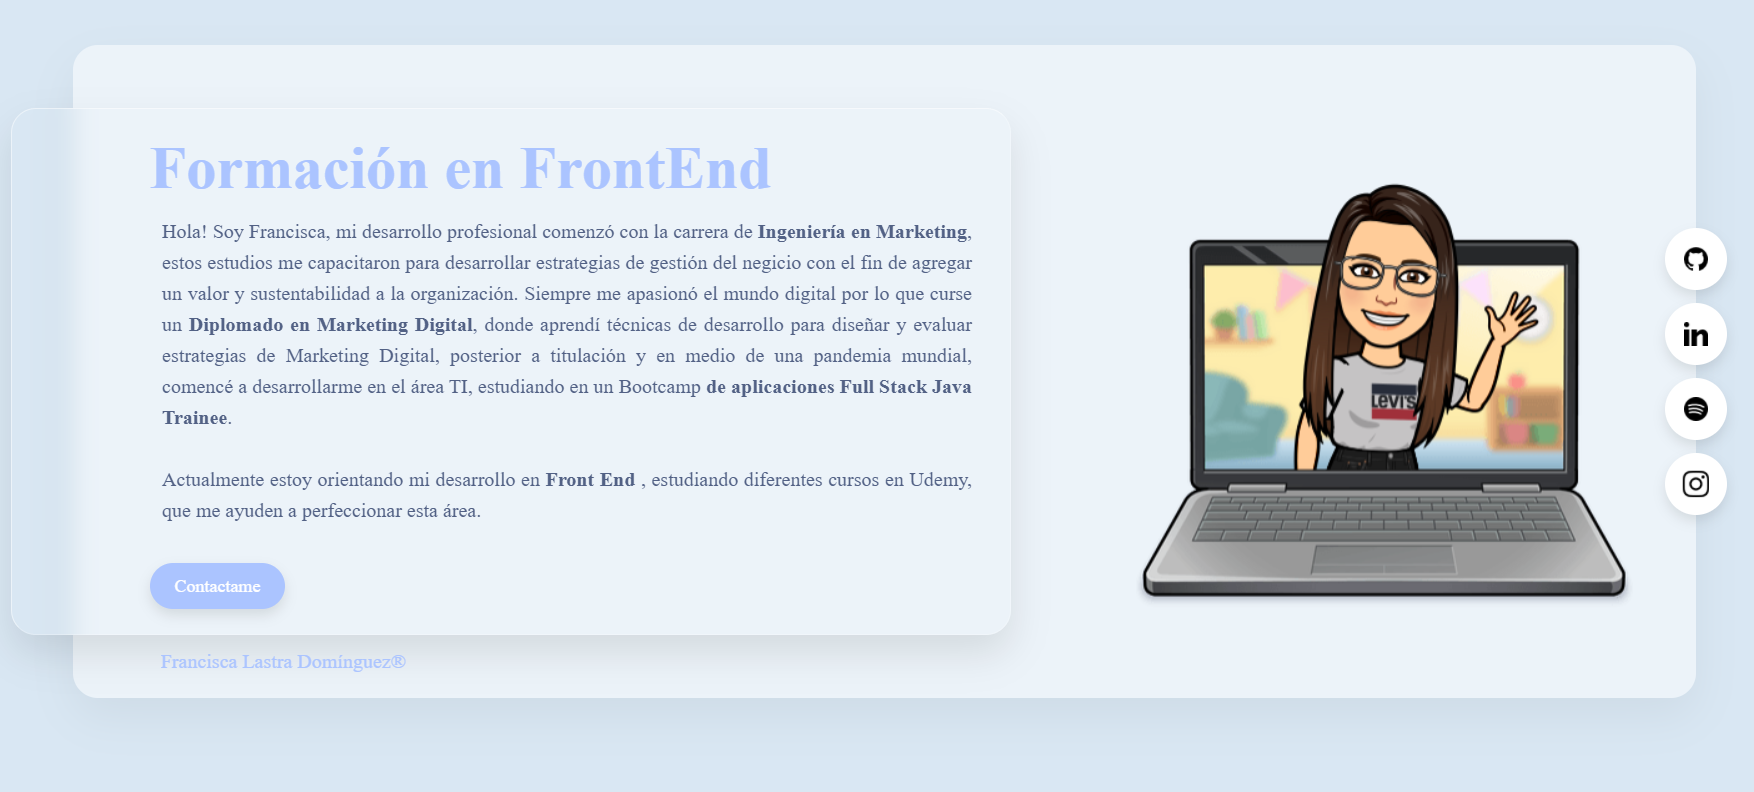 Formación en FrontEnd
Hola! Soy Francisca, mi desarrollo profesional comenzó con la carrera de Ingeniería en Marketing,
estos estudios me capacitaron para desarrollar estrategias de gestión del negicio con el fin de agregar
un valor y sustentabilidad a la organización. Siempre me apasionó el mundo digital por lo que curse
un Diplomado en Marketing Digital, donde aprendí técnicas de desarrollo para diseñar y evaluar
estrategias de Marketing Digital, posterior a titulación y en medio de una pandemia mundial,
comencé a desarrollarme en el área TI, estudiando en un Bootcamp de aplicaciones Full Stack Java
Trainee.
Actualmente estoy orientando mi desarrollo en Front End , estudiando diferentes cursos en Udemy,
que me ayuden a perfeccionar esta área.
Contactame
Francisca Lastra Domínguez®
LEVI'S
in